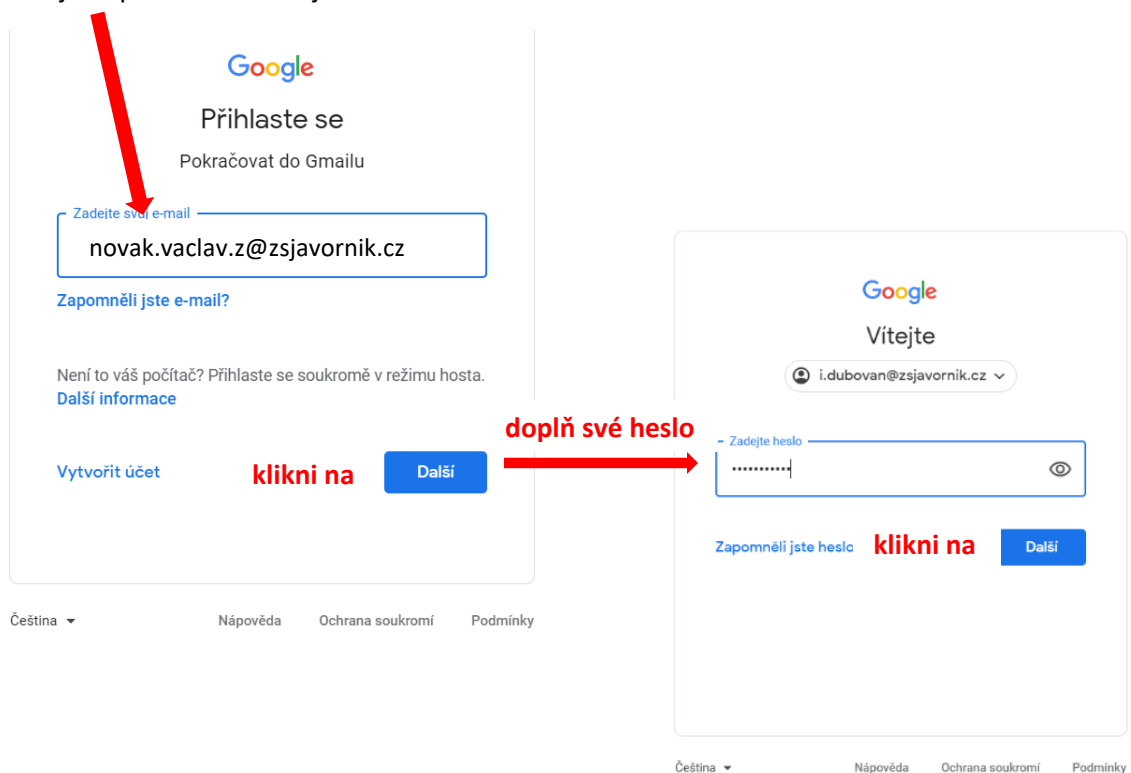 Google
Přihlaste se
Pokračovat do Gmailu
Zadejte svůj e-mail
novak.vaclav.z@zsjavornik.cz
Zapomněli jste e-mail?
Není to váš počítač? Přihlaste se soukromě v režimu hosta.
Další informace
Vytvořit účet
klikni na
Další
Čeština
Nápověda
Ochrana soukromí
Podmínky
doplň své heslo
Google
Vítejte
i.dubovan@zsjavornik.cz
Zadejte heslo
•••••••••••
Zapomněli jste heslo
klikni na
Další
Čeština
Nápověda
Ochrana soukromí
Podmínky